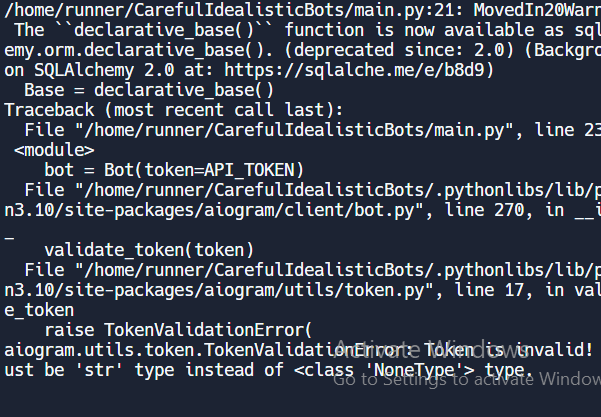 /home/runner/CarefulIdealisticBots/main.py:21: MovedIn20Warn
The ``declarative_base()`` function is now available as sql
emy.orm.declarative_base(). (deprecated since: 2.0) (Backgro
on SQLAlchemy 2.0 at: https://sqlalche.me/e/b8d9)
Base = declarative_base()
Traceback (most recent call last):
File "/home/runner/CarefulIdealisticBots/main.py", line 23
<module>
bot = Bot(token=API_TOKEN)
File "/home/runner/CarefulIdealisticBots/.pythonlibs/lib/p
n3.10/site-packages/aiogram/client/bot.py", line 270, in __i
_
validate_token(token)
File "/home/runner/CarefulIdealisticBots/.pythonlibs/lib/p
n3.10/site-packages/aiogram/utils/token.py", line 17, in val
e_token
raise TokenValidationError(
aiogram.utils.token.TokenValidationError: Token is invalid!
ust be 'str' type instead of <class 'NoneType'> type.
Activate Windows
Go to Settings to activate Window